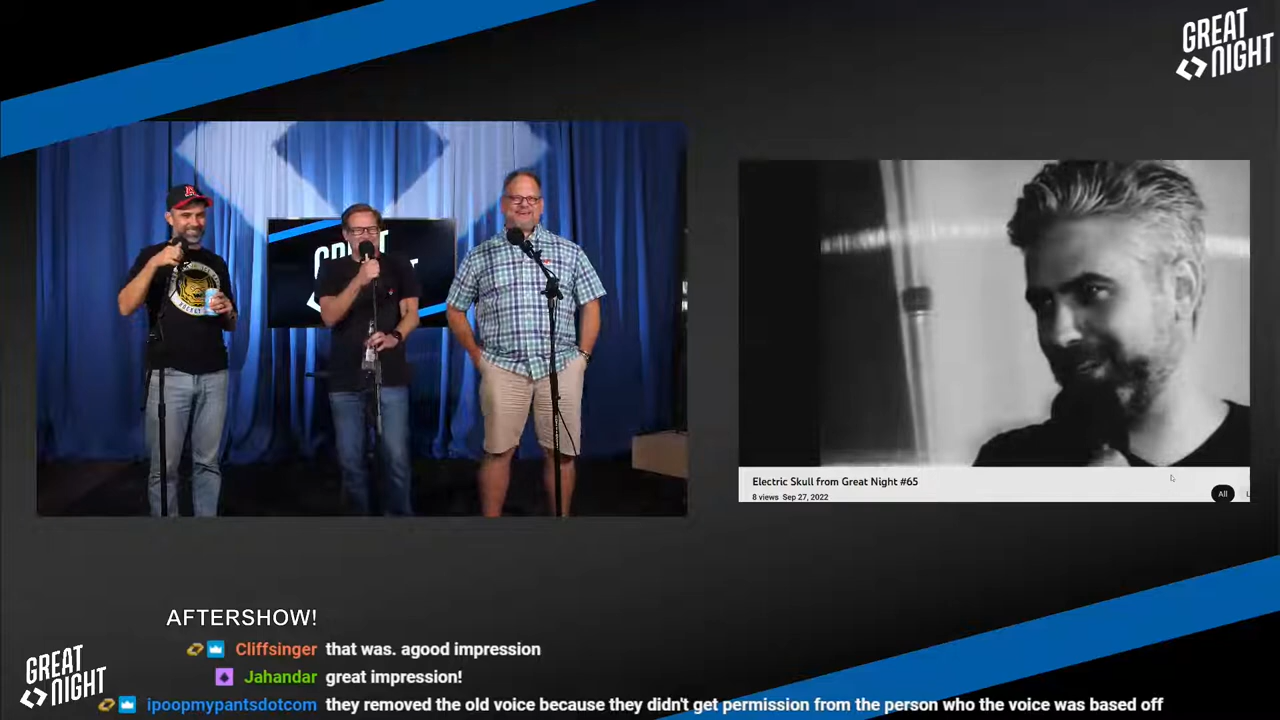 GREAT
NIGHT
A
GREAT
Electric Skull from Great Night #65
8 views Sep 27, 2022
All
AFTERSHOW!
Cliffsinger that was. agood impression
Jahandar great impression!
ipoopmypantsdotcom they removed the old voice because they didn't get permission from the person who the voice was based off
GREAT
NIGHT